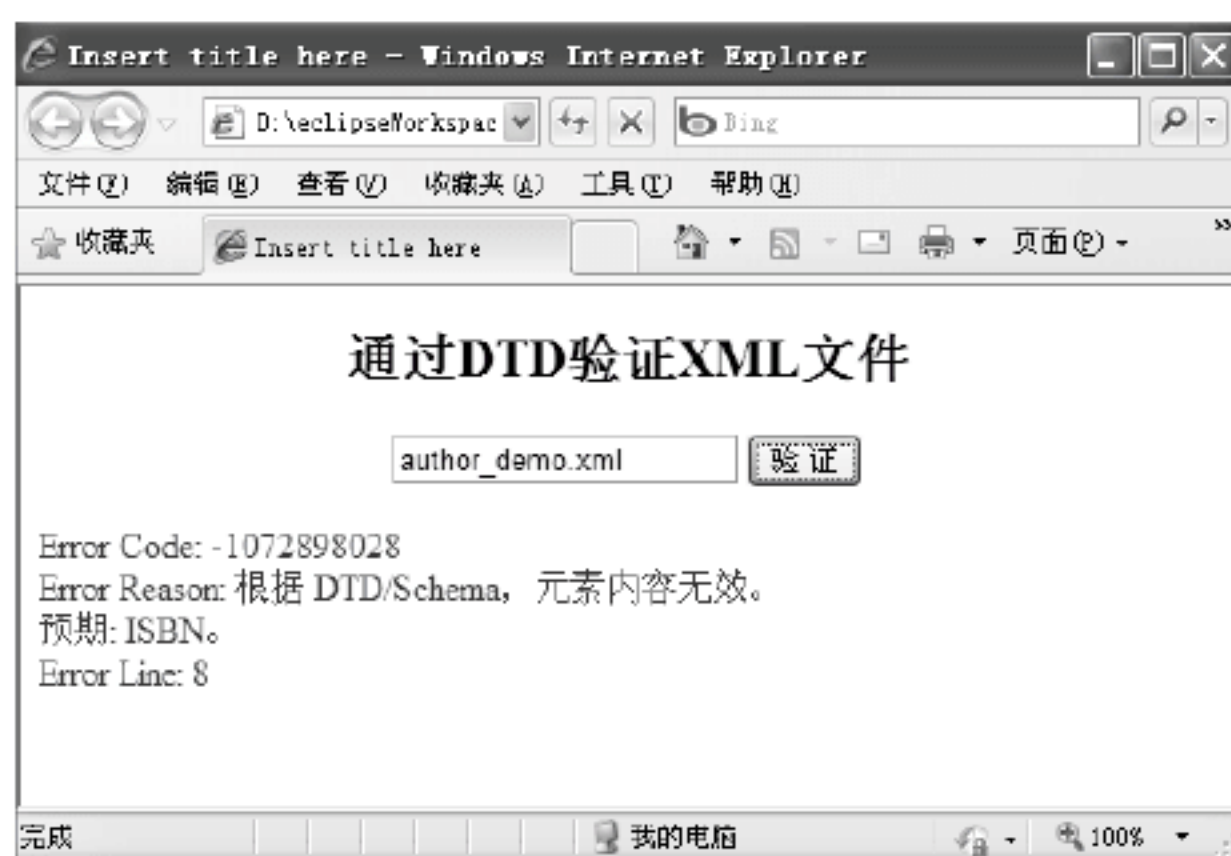 Insert title here - Windows Internet Explorer
D:\eclipseWorkspac Bing
文件(F) 编辑(E) 查看(V) 收藏夹(A) 工具(T) 帮助(H)
收藏夹 Insert title here 页面(P) »
通过DTD验证XML文件
author_demo.xml 验 证
Error Code: -1072898028
Error Reason: 根据 DTD/Schema，元素内容无效。
预期: ISBN。
Error Line: 8
完成 我的电脑 100%